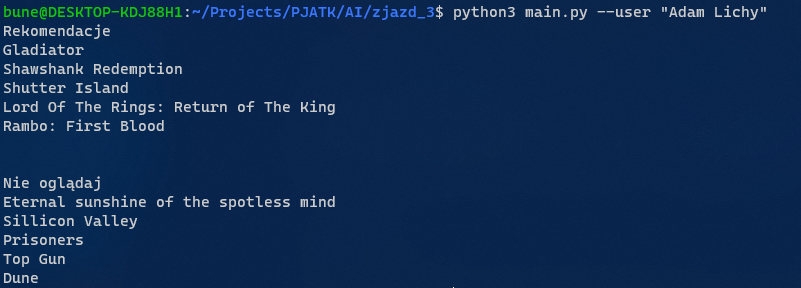 bune@DESKTOP-KDJ88H1:~/Projects/PJATK/AI/zjazd_3$ python3 main.py --user "Adam Lichy"
Rekomendacje
Gladiator
Shawshank Redemption
Shutter Island
Lord Of The Rings: Return of The King
Rambo: First Blood
Nie oglądaj
Eternal sunshine of the spotless mind
Sillicon Valley
Prisoners
Top Gun
Dune